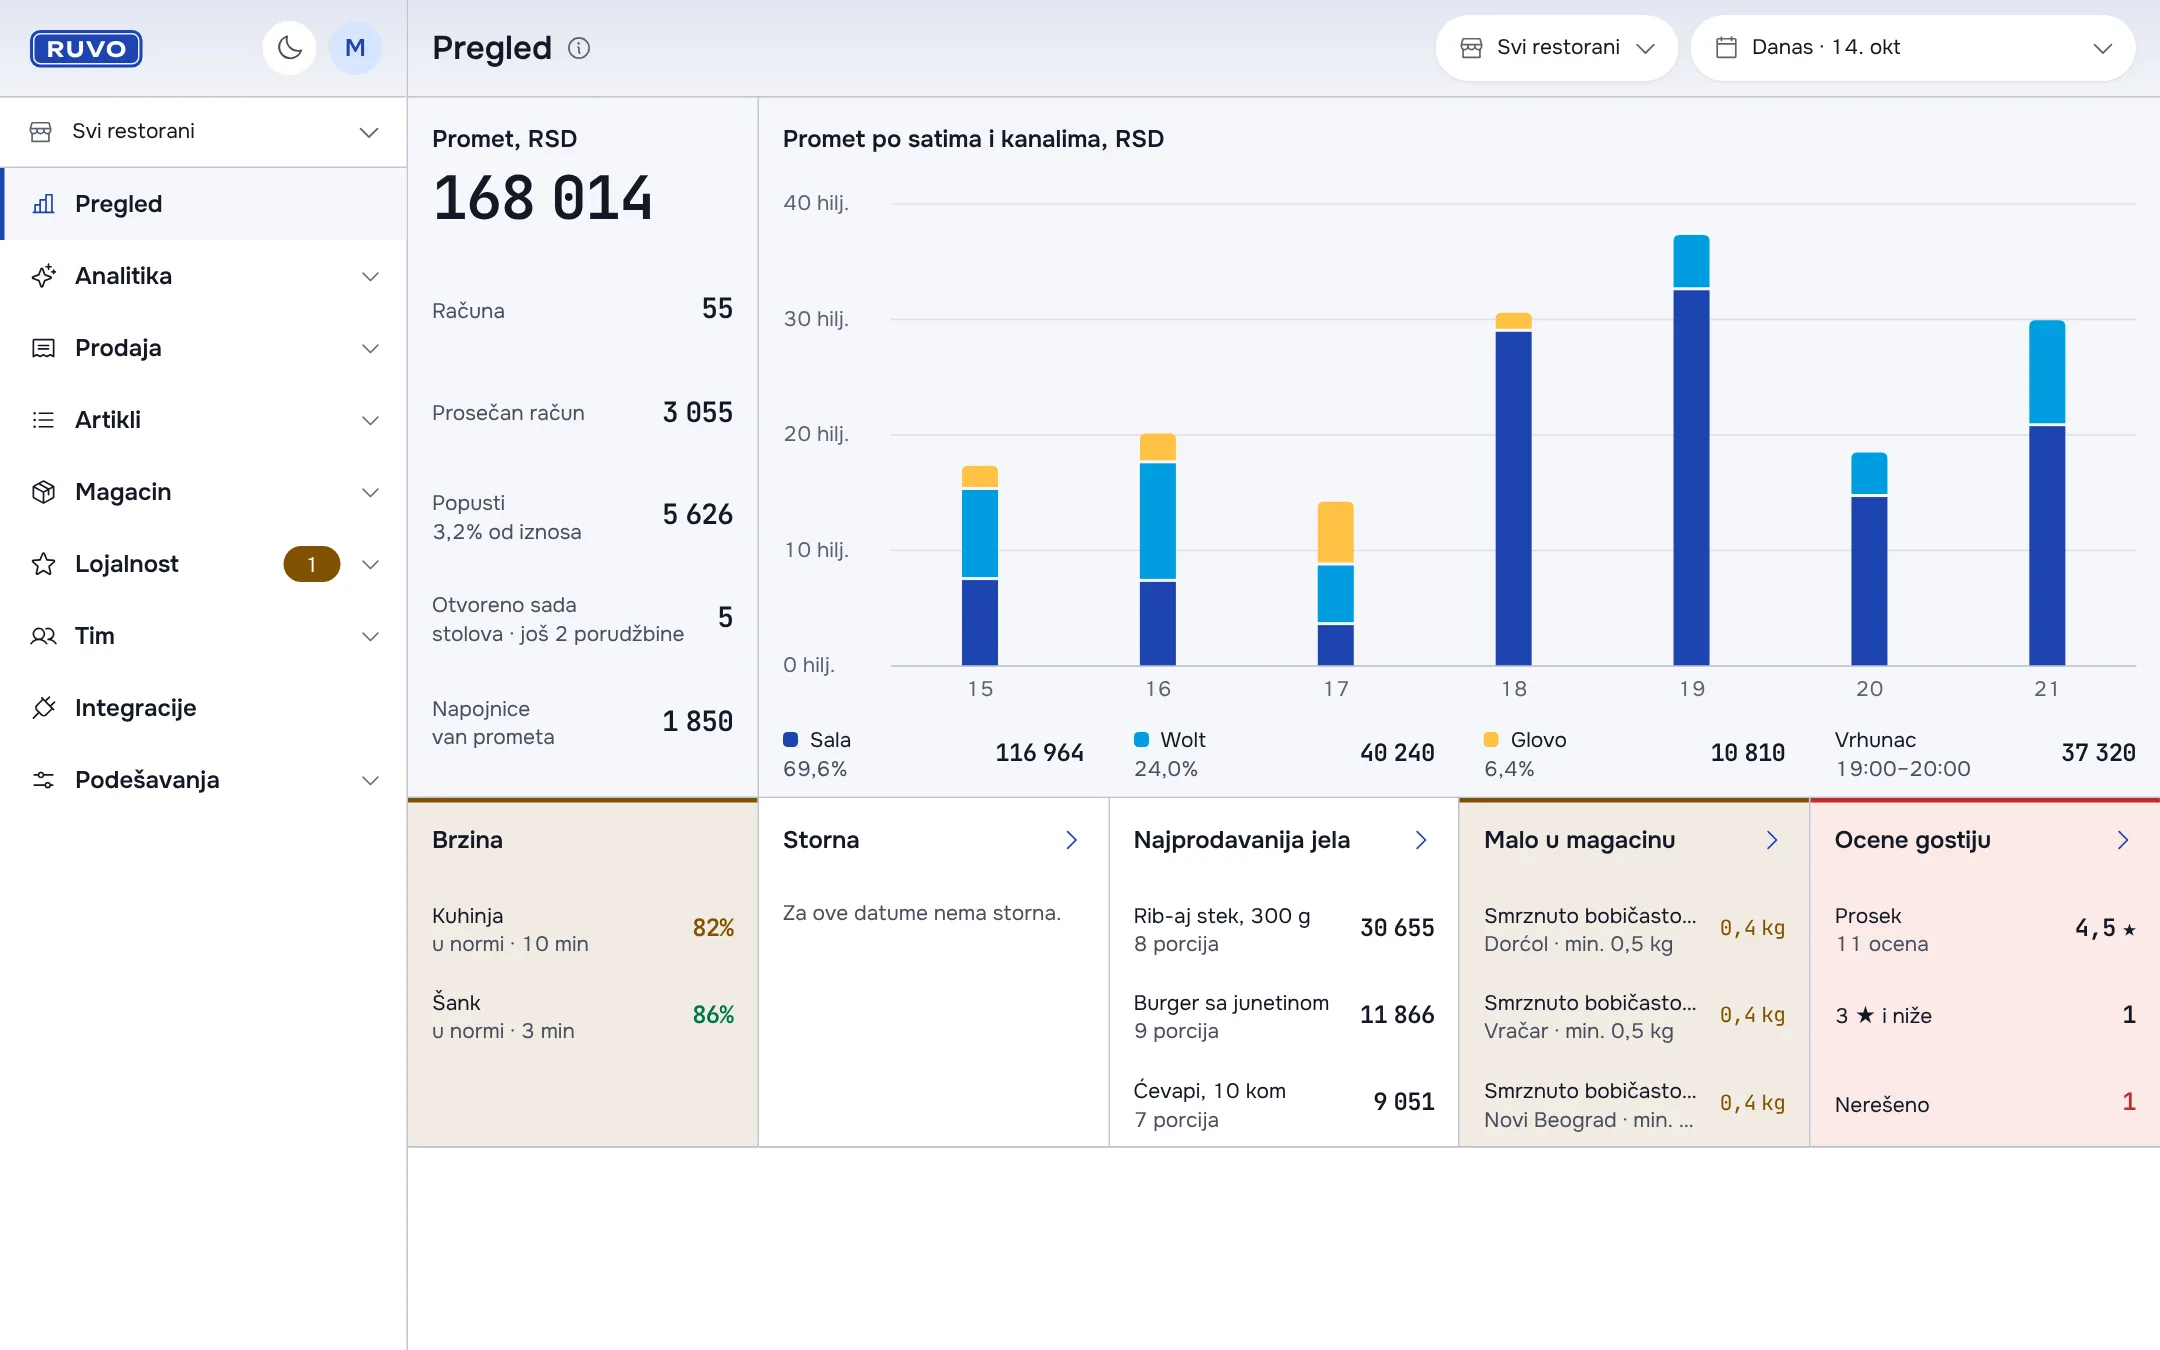 RUVO
M
Pregled
Svi restorani
Danas · 14. okt
Svi restorani
Pregled
Analitika
Prodaja
Artikli
Magacin
Lojalnost
1
Tim
Integracije
Podešavanja
Promet, RSD
168 014
Računa
55
Prosečan račun
3 055
Popusti
3,2% od iznosa
5 626
Otvoreno sada
stolova · još 2 porudžbine
5
Napojnice
van prometa
1 850
Promet po satima i kanalima, RSD
40 hilj.
30 hilj.
20 hilj.
10 hilj.
0 hilj.
15
16
17
18
19
20
21
Sala
69,6%
116 964
Wolt
24,0%
40 240
Glovo
6,4%
10 810
Vrhunac
19:00–20:00
37 320
Brzina
Kuhinja
u normi · 10 min
82%
Šank
u normi · 3 min
86%
Storna
Za ove datume nema storna.
Najprodavanija jela
Rib-aj stek, 300 g
8 porcija
30 655
Burger sa junetinom
9 porcija
11 866
Ćevapi, 10 kom
7 porcija
9 051
Malo u magacinu
Smrznuto bobičasto...
Dorćol · min. 0,5 kg
0,4 kg
Smrznuto bobičasto...
Vračar · min. 0,5 kg
0,4 kg
Smrznuto bobičasto...
Novi Beograd · min. ...
0,4 kg
Ocene gostiju
Prosek
11 ocena
4,5 ★
3 ★ i niže
1
Nerešeno
1